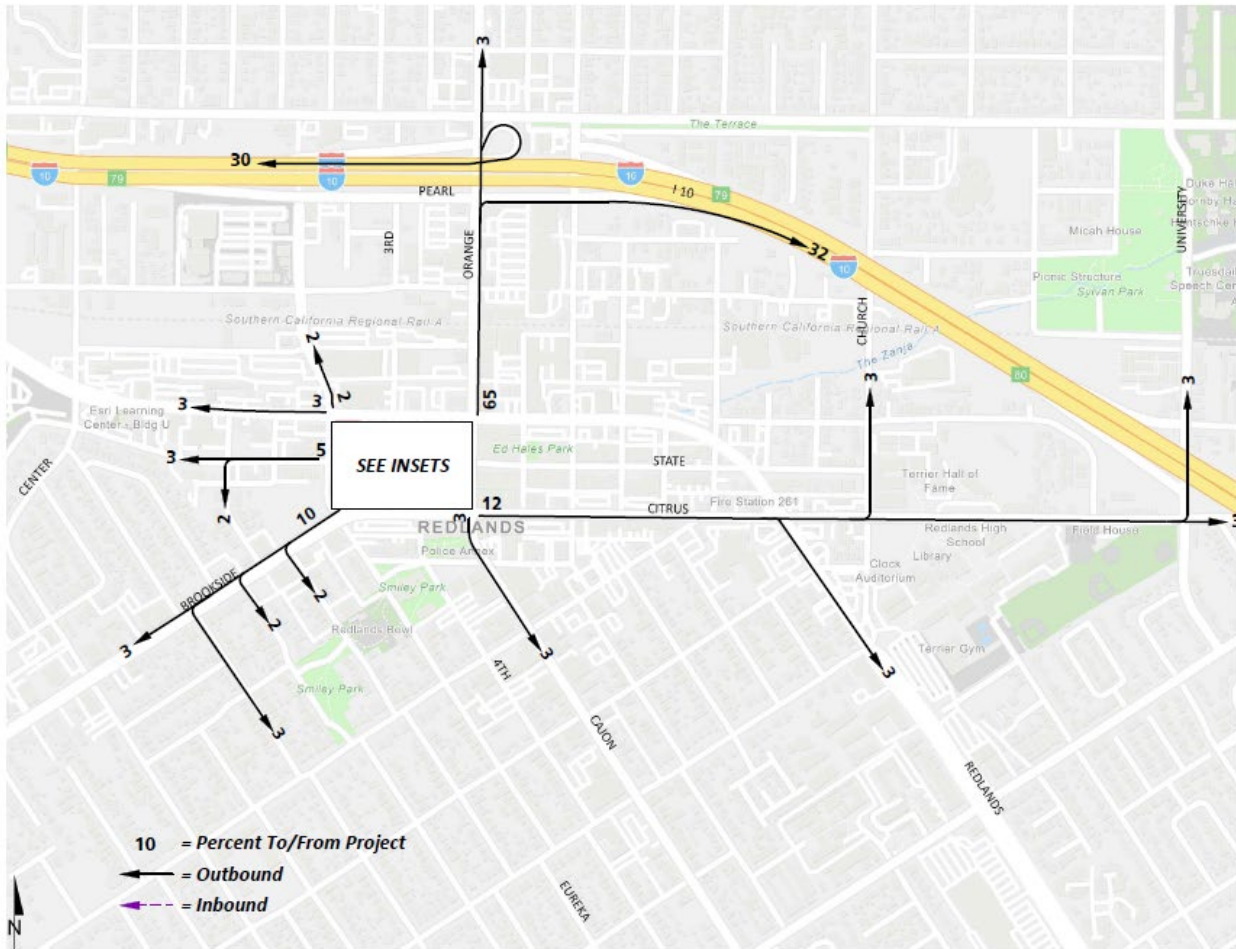 3
The Terrace
30
10
79
10
10
10
PEARL
I 10
79
3RD
ORANGE
32
10
UNIVERSITY
Micah House
Picnic Structure
Sylvan Park
Southern California Regional Rail A
Southern California Regional Rail A
CHURCH
The Zanja
80
2
2
3
3
65
3
3
Esri Learning
Center - Bldg U
5
3
SEE INSETS
Ed Hales Park
STATE
CENTER
2
10
3
12
CITRUS
Fire Station 261
Terrier Hall of
Fame
REDLANDS
Redlands High
School
Library
Field House
3
Police Annex
Clock
Auditorium
BROOKSIDE
Smiley Park
2
2
Redlands Bowl
3
3
3
Terrier Gym
4TH
Smiley Park
3
CAJON
REDLANDS
EUREKA
10 = Percent To/From Project
= Outbound
= Inbound
N